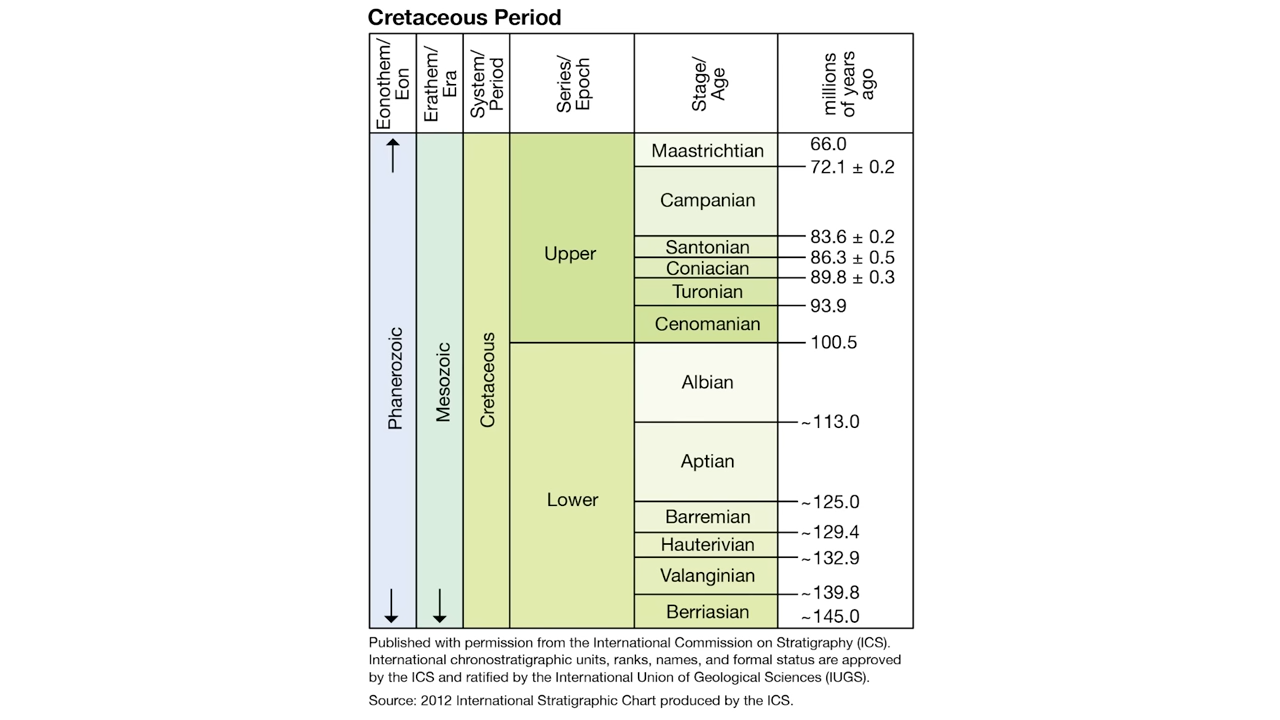 Cretaceous Period
Eonothem/
Eon
Erathem/
Era
System/
Period
Series/
Epoch
Stage/
Age
millions
of years
ago
Phanerozoic
Mesozoic
Cretaceous
Upper
Maastrichtian
66.0
72.1 ± 0.2
Campanian
83.6 ± 0.2
Santonian
86.3 ± 0.5
Coniacian
89.8 ± 0.3
Turonian
93.9
Cenomanian
100.5
Lower
Albian
~113.0
Aptian
~125.0
Barremian
~129.4
Hauterivian
~132.9
Valanginian
~139.8
Berriasian
~145.0
Published with permission from the International Commission on Stratigraphy (ICS).
International chronostratigraphic units, ranks, names, and formal status are approved
by the ICS and ratified by the International Union of Geological Sciences (IUGS).
Source: 2012 International Stratigraphic Chart produced by the ICS.